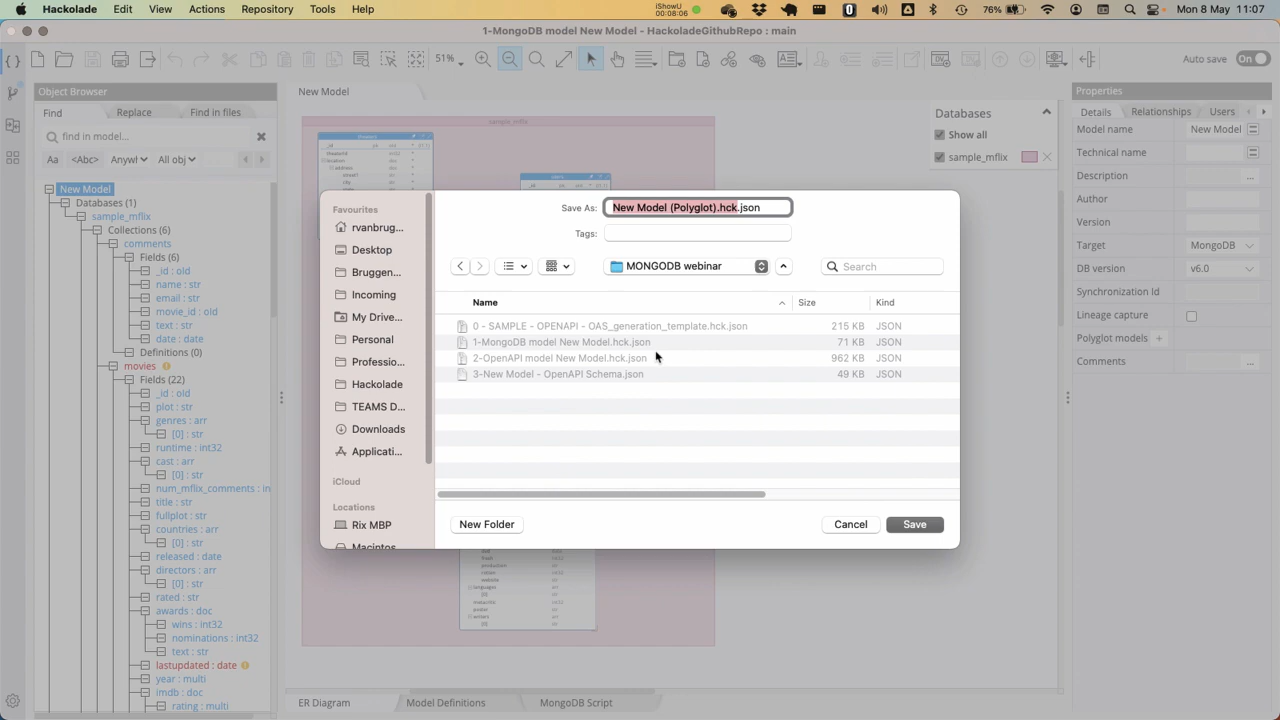 Hackolade File Edit View Actions Repository Tools Help
iShowU
00:08:06
76%
Mon 8 May 11:07
1-MongoDB model New Model - HackoladeGithubRepo : main
51%
Auto save On
Object Browser
Find Replace Find in files
find in model...
Aa <Abc> Anywl All obj
New Model
Databases (1)
sample_mflix
Collections (6)
comments
Fields (6)
_id : old
name : str
email : str
movie_id : old
text : str
date : date
Definitions (0)
movies
Fields (22)
_id : old
plot : str
genres : arr
[0] : str
runtime : int32
cast : arr
[0] : str
num_mflix_comments : in
title : str
fullplot : str
countries : arr
[0] : str
released : date
directors : arr
[0] : str
rated : str
awards : doc
wins : int32
nominations : int32
text : str
lastupdated : date
year : multi
imdb : doc
rating : multi
New Model
sample_mflix
Databases
Show all
sample_mflix
Favourites
rvanbrug...
Desktop
Bruggen...
Incoming
My Drive...
Personal
Professio...
Hackolade
TEAMS D...
Downloads
Applicati...
iCloud
Locations
Rix MBP
Macintos
Save As: New Model (Polyglot).hck.json
Tags:
MONGODB webinar
Search
Name Size Kind
0 - SAMPLE - OPENAPI - OAS_generation_template.hck.json 215 KB JSON
1-MongoDB model New Model.hck.json 71 KB JSON
2-OpenAPI model New Model.hck.json 962 KB JSON
3-New Model - OpenAPI Schema.json 49 KB JSON
New Folder Cancel Save
ER Diagram Model Definitions MongoDB Script
Properties
Details Relationships Users
Model name New Model
Technical name
Description ...
Author
Version
Target MongoDB
DB version v6.0
Synchronization Id
Lineage capture
Polyglot models +
Comments ...